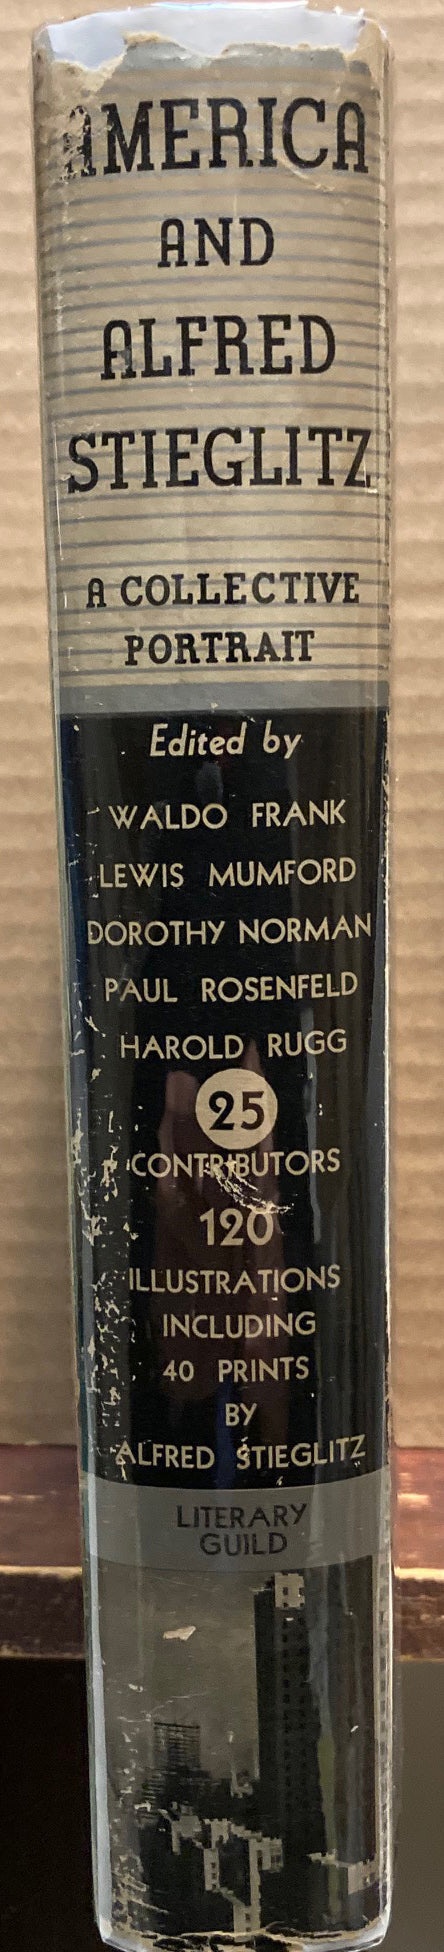 AMERICA
AND
ALFRED
STIEGLITZ
A COLLECTIVE
PORTRAIT
Edited by
WALDO FRANK
LEWIS MUMFORD
DOROTHY NORMAN
PAUL ROSENFELD
HAROLD RUGG
25
CONTRIBUTORS
120
ILLUSTRATIONS
INCLUDING
40 PRINTS
BY
ALFRED STIEGLITZ
LITERARY
GUILD